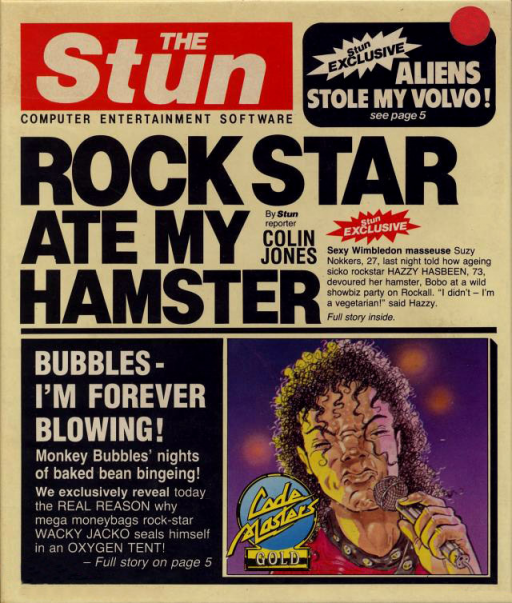 THE
Stun
COMPUTER ENTERTAINMENT SOFTWARE
Stun
EXCLUSIVE
ALIENS
STOLE MY VOLVO!
see page 5
ROCK STAR
ATE MY
HAMSTER
By Stun
reporter
COLIN
JONES
Stun
EXCLUSIVE
Sexy Wimbledon masseuse Suzy
Nokkers, 27, last night told how ageing
sicko rockstar HAZZY HASBEEN, 73,
devoured her hamster, Bobo at a wild
showbiz party on Rockall. "I didn't – I'm
a vegetarian!" said Hazzy.
Full story inside.
BUBBLES -
I'M FOREVER
BLOWING!
Monkey Bubbles' nights
of baked bean bingeing!
We exclusively reveal today
the REAL REASON why
mega moneybags rock-star
WACKY JACKO seals himself
in an OXYGEN TENT!
– Full story on page 5
Code
Masters
GOLD